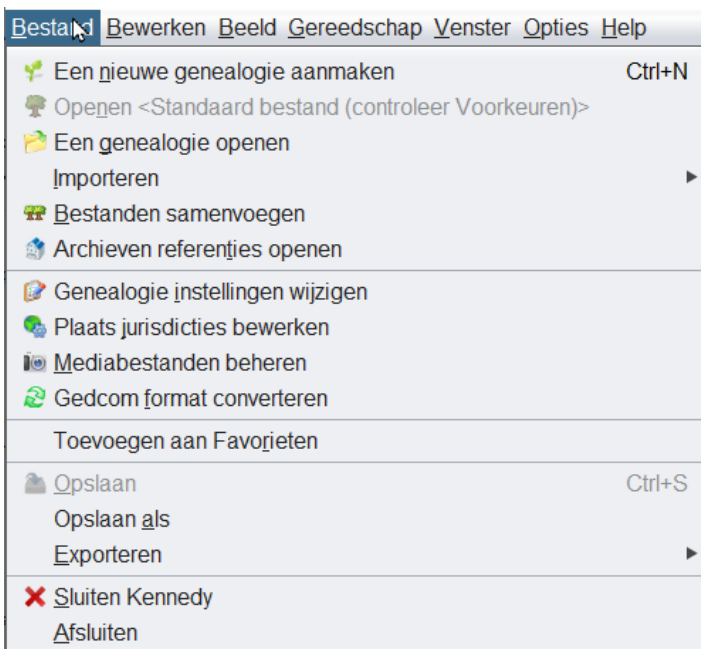 Bestand Bewerken Beeld Gereedschap Venster Opties Help
Een nieuwe genealogie aanmaken Ctrl+N
Openen <Standaard bestand (controleer Voorkeuren)>
Een genealogie openen
Importeren
Bestanden samenvoegen
Archieven referenties openen
Genealogie instellingen wijzigen
Plaats jurisdicties bewerken
Mediabestanden beheren
Gedcom format converteren
Toevoegen aan Favorieten
Opslaan Ctrl+S
Opslaan als
Exporteren
Sluiten Kennedy
Afsluiten